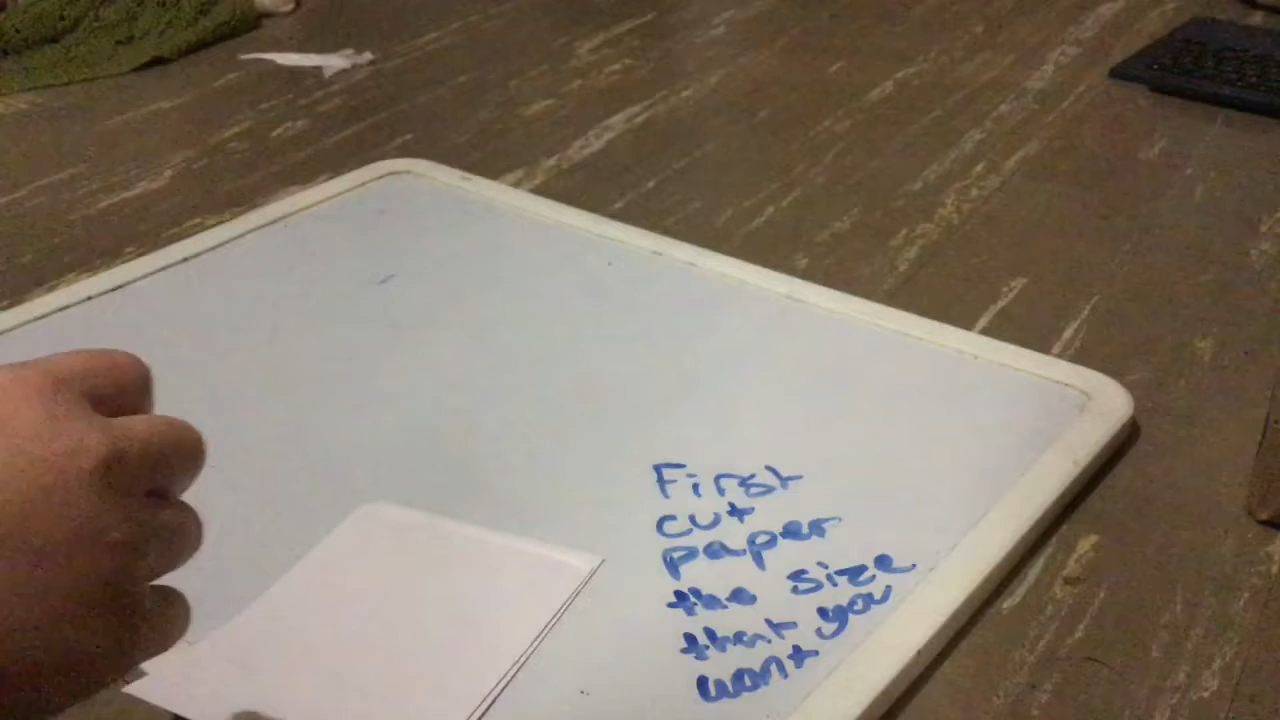 First
cut
paper
the size
that you
want